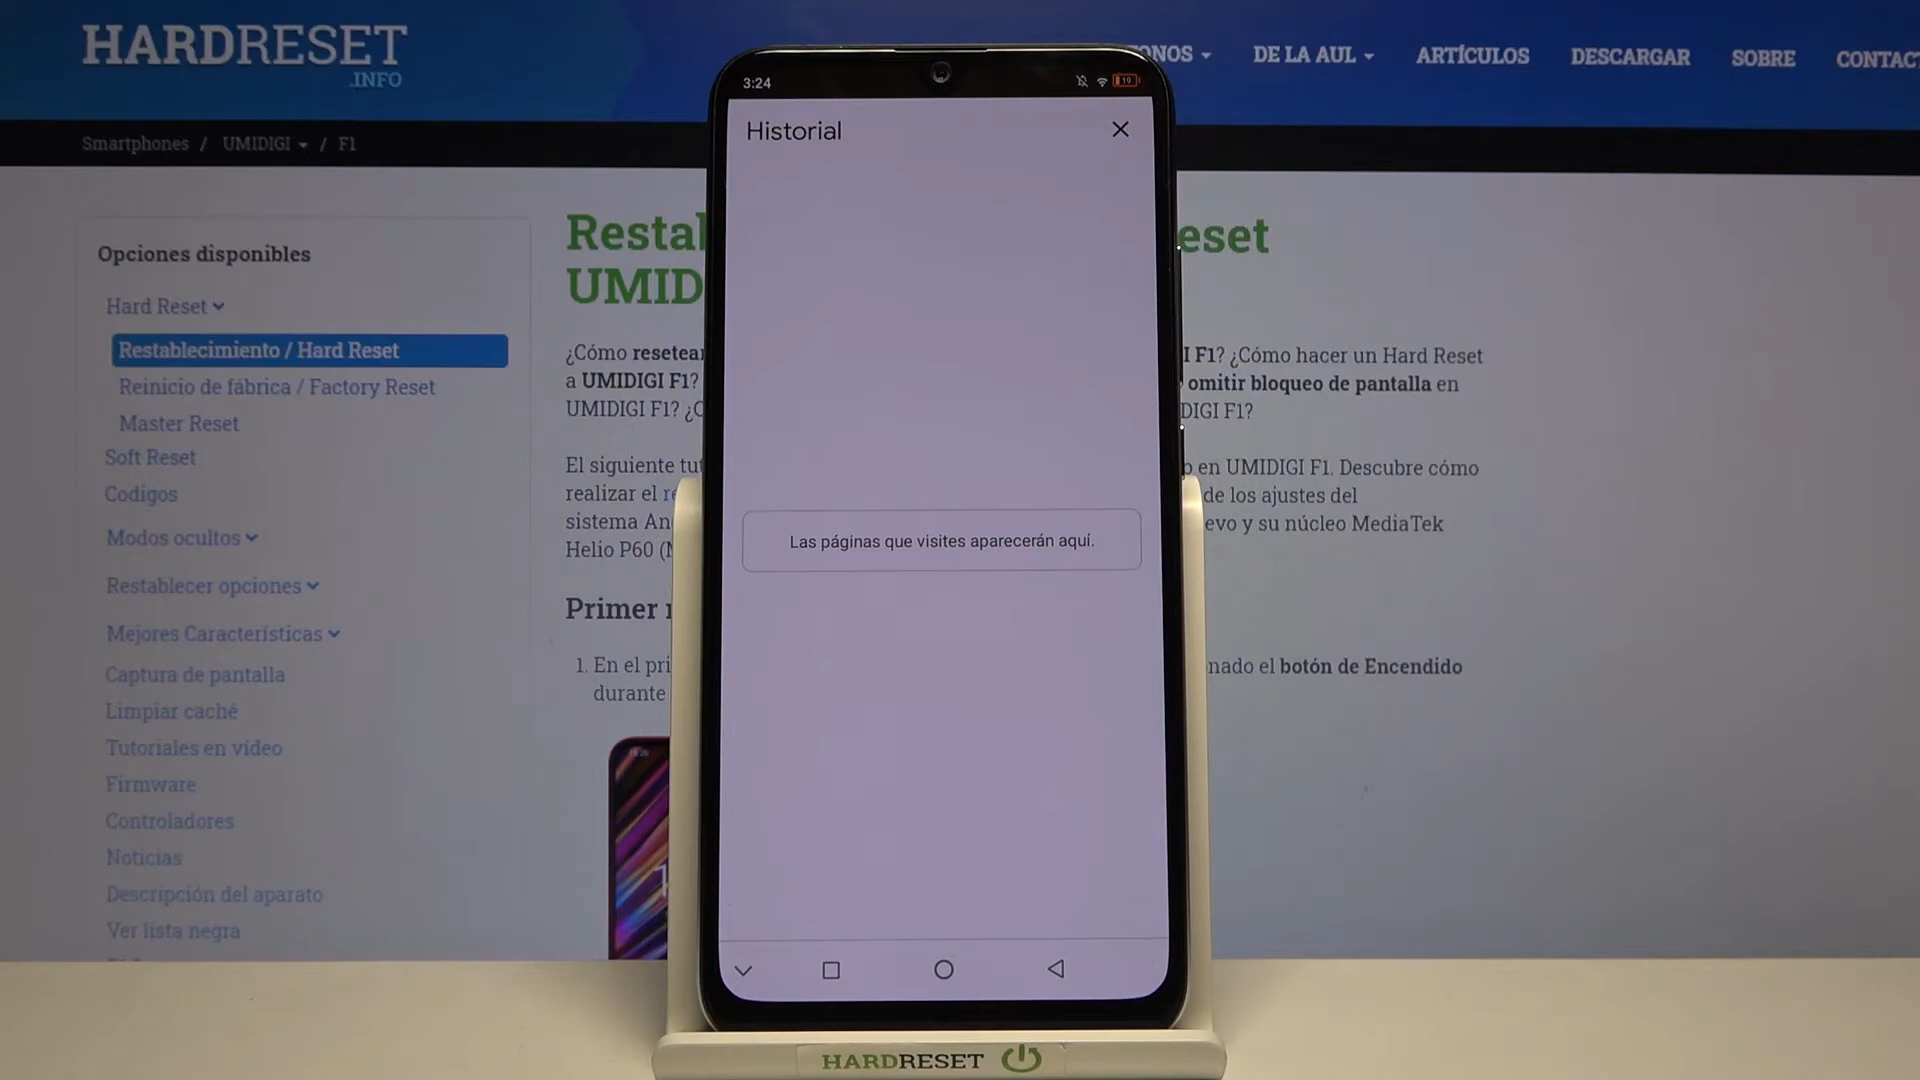 HARDRESET
.INFO
ONOS
DE LA AUL
ARTÍCULOS
DESCARGAR
SOBRE
CONTAC
Smartphones / UMIDIGI / F1
Opciones disponibles
Hard Reset
Restablecimiento / Hard Reset
Reinicio de fábrica / Factory Reset
Master Reset
Soft Reset
Codigos
Modos ocultos
Restablecer opciones
Mejores Características
Captura de pantalla
Limpiar caché
Tutoriales en vídeo
Firmware
Controladores
Noticias
Descripción del aparato
Ver lista negra
3:24
19
Historial
Las páginas que visites aparecerán aquí.
Restal eset
UMID
¿Cómo resetear I F1? ¿Cómo hacer un Hard Reset
a UMIDIGI F1? omitir bloqueo de pantalla en
UMIDIGI F1? ¿C DIGI F1?
El siguiente tut o en UMIDIGI F1. Descubre cómo
realizar el re de los ajustes del
sistema An evo y su núcleo MediaTek
Helio P60 (M
Primer
1. En el pri nado el botón de Encendido
durante
HARDRESET